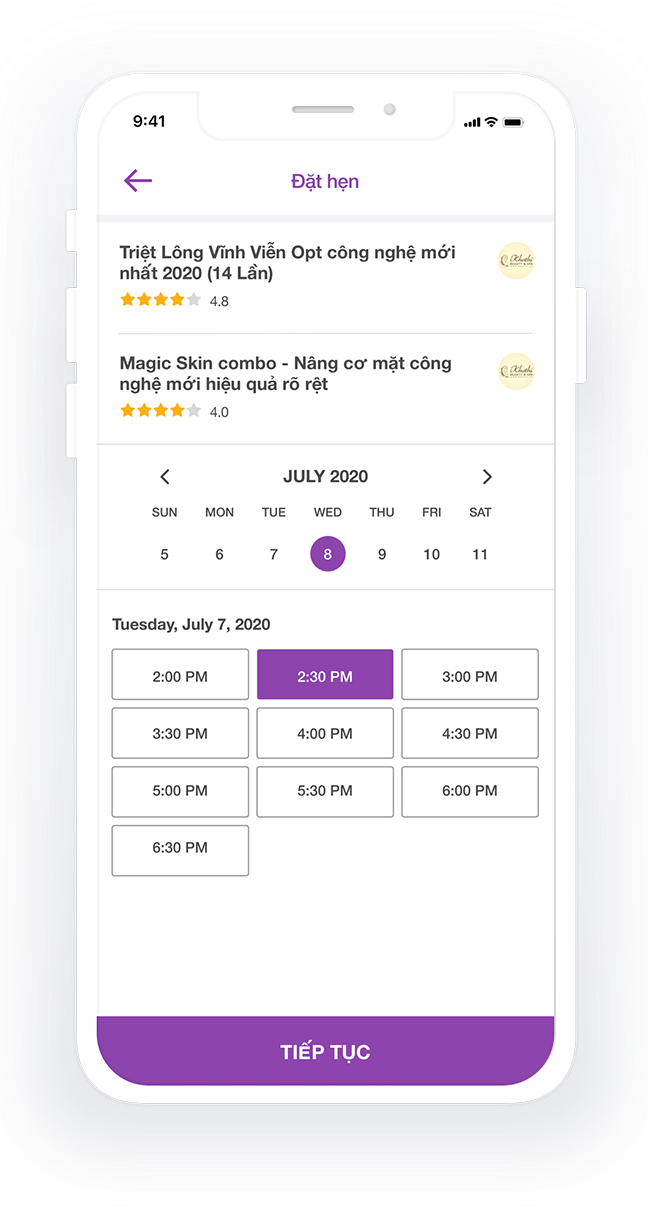 9:41
Đặt hẹn
Triệt Lông Vĩnh Viễn Opt công nghệ mới
nhất 2020 (14 Lần)
4.8
Magic Skin combo - Nâng cơ mặt công
nghệ mới hiệu quả rõ rệt
4.0
JULY 2020
SUN MON TUE WED THU FRI SAT
5 6 7 8 9 10 11
Tuesday, July 7, 2020
2:00 PM 2:30 PM 3:00 PM
3:30 PM 4:00 PM 4:30 PM
5:00 PM 5:30 PM 6:00 PM
6:30 PM
TIẾP TỤC